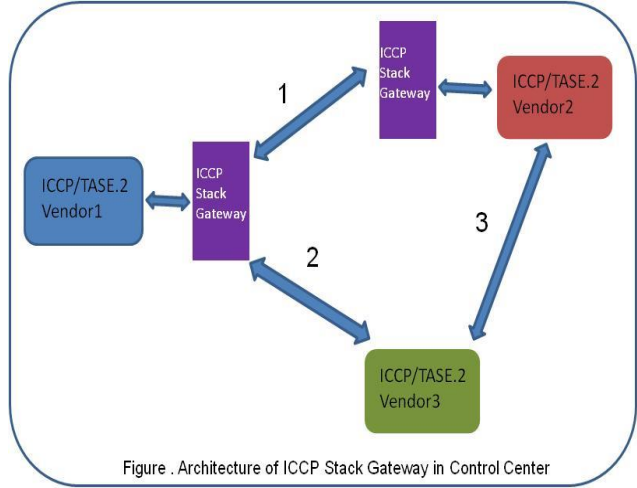 ICCP
Stack
Gateway
ICCP/TASE.2
Vendor2
1
ICCP
Stack
Gateway
ICCP/TASE.2
Vendor1
3
2
ICCP/TASE.2
Vendor3
Figure . Architecture of ICCP Stack Gateway in Control Center